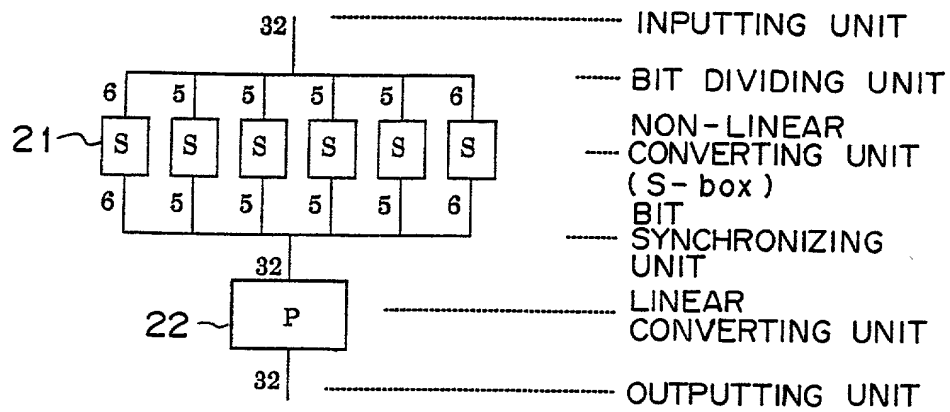 32
INPUTTING UNIT
BIT DIVIDING UNIT
6 5 5 5 5 6
21 S S S S S S
NON-LINEAR
CONVERTING UNIT
(S-box)
6 5 5 5 5 6
BIT
SYNCHRONIZING
UNIT
32
22 P
LINEAR
CONVERTING UNIT
32
OUTPUTTING UNIT